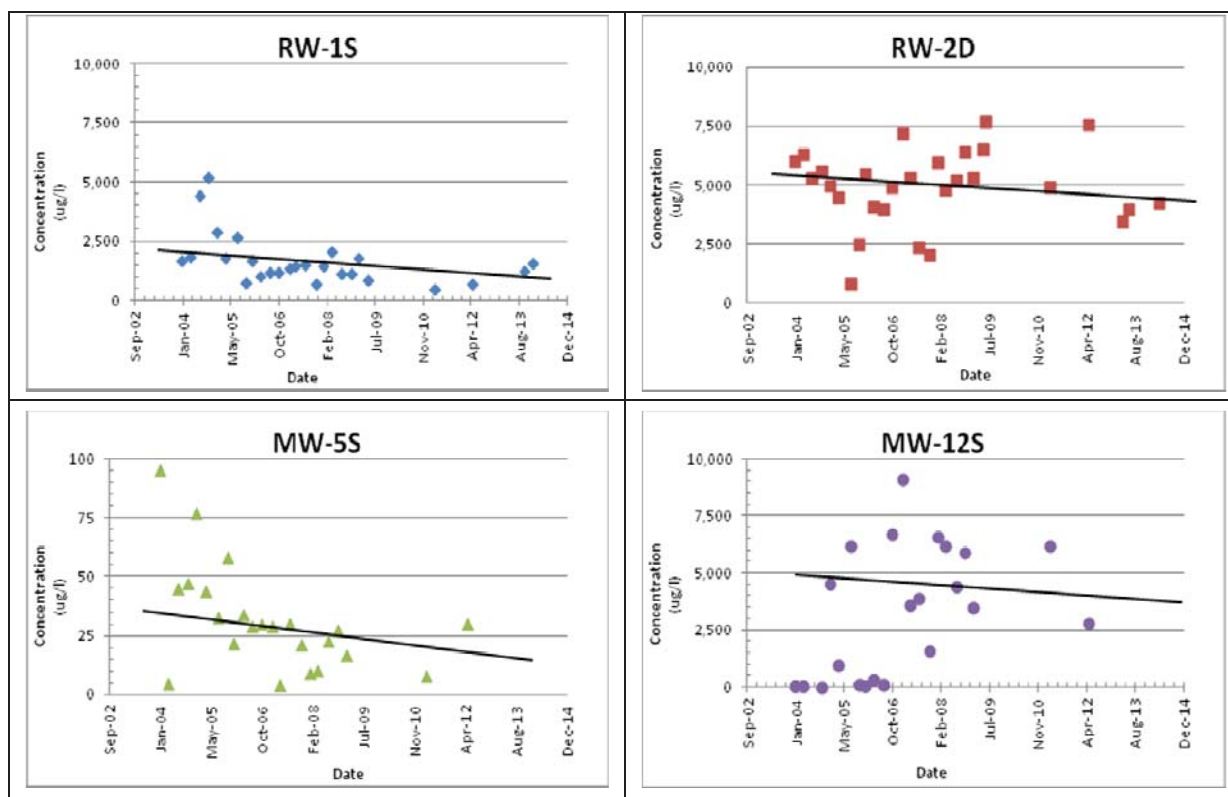 RW-1S
Concentration
(ug/l)
10,000
7,500
5,000
2,500
0
Sep-02
Jan-04
May-05
Oct-06
Feb-08
Jul-09
Nov-10
Apr-12
Aug-13
Dec-14
Date
RW-2D
Concentration
(ug/l)
10,000
7,500
5,000
2,500
0
Sep-02
Jan-04
May-05
Oct-06
Feb-08
Jul-09
Nov-10
Apr-12
Aug-13
Dec-14
Date
MW-5S
Concentration
(ug/l)
100
75
50
25
0
Sep-02
Jan-04
May-05
Oct-06
Feb-08
Jul-09
Nov-10
Apr-12
Aug-13
Dec-14
Date
MW-12S
Concentration
(ug/l)
10,000
7,500
5,000
2,500
0
Sep-02
Jan-04
May-05
Oct-06
Feb-08
Jul-09
Nov-10
Apr-12
Aug-13
Dec-14
Date